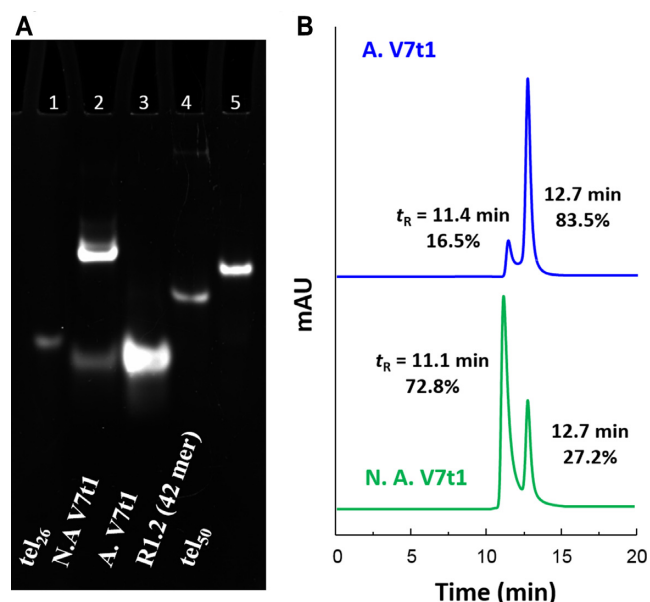 A
1 2 3 4 5
tel26
N.A V7t1
A. V7t1
R1.2 (42 mer)
tel50
B
A. V7t1
tR = 11.4 min
16.5%
12.7 min
83.5%
mAU
tR = 11.1 min
72.8%
12.7 min
27.2%
N. A. V7t1
0 5 10 15 20
Time (min)